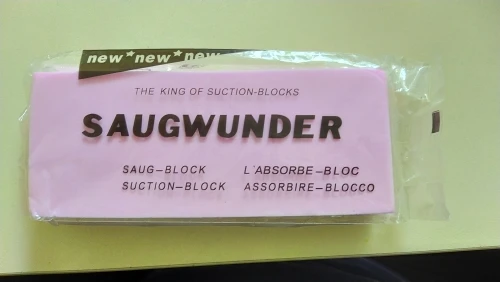 new*new*new
THE KING OF SUCTION-BLOCKS
SAUGWUNDER
SAUG-BLOCK L'ABSORBE-BLOC
SUCTION-BLOCK ASSORBIRE-BLOCCO